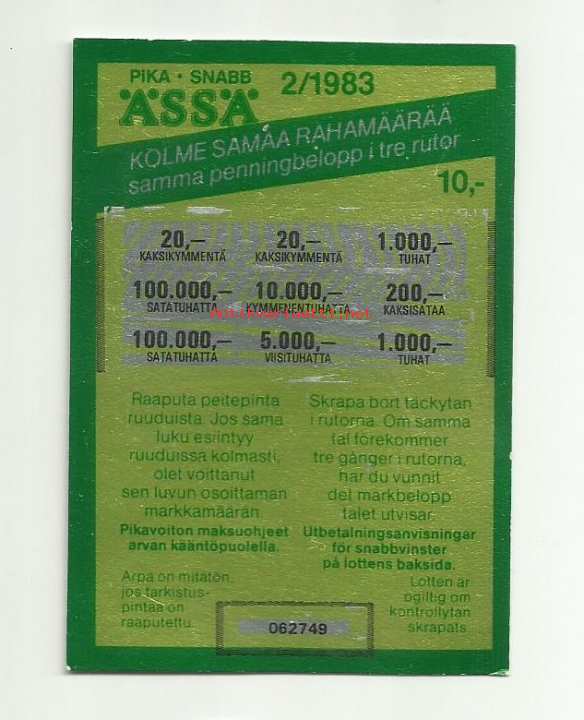 PIKA · SNABB
ÄSSÄ
2/1983
KOLME SAMAA RAHAMÄÄRÄÄ
samma penningbelopp i tre rutor
10,-
20,— 20,— 1.000,—
KAKSIKYMMENTÄ KAKSIKYMMENTÄ TUHAT
100.000,— 10.000,— 200,—
SATATUHATTA KYMMENENTUHATTA KAKSISATAA
100.000,— 5.000,— 1.000,—
SATATUHATTA VIISITUHATTA TUHAT
Raaputa peitepinta
ruuduista. Jos sama
luku esiintyy
ruuduissa kolmasti,
olet voittanut
sen luvun osoittaman
markkamäärän.
Pikavoiton maksuohjeet
arvan kääntöpuolella.
Arpa on mitätön,
jos tarkistus-
pintaa on
raaputettu.
Skrapa bort täckytan
i rutorna. Om samma
tal förekommer
tre gånger i rutorna,
har du vunnit
det markbelopp
talet utvisar.
Utbetalningsanvisningar
för snabbvinster
på lottens baksida.
Lotten är
ogiltig om
kontrollytan
skrapats
062749